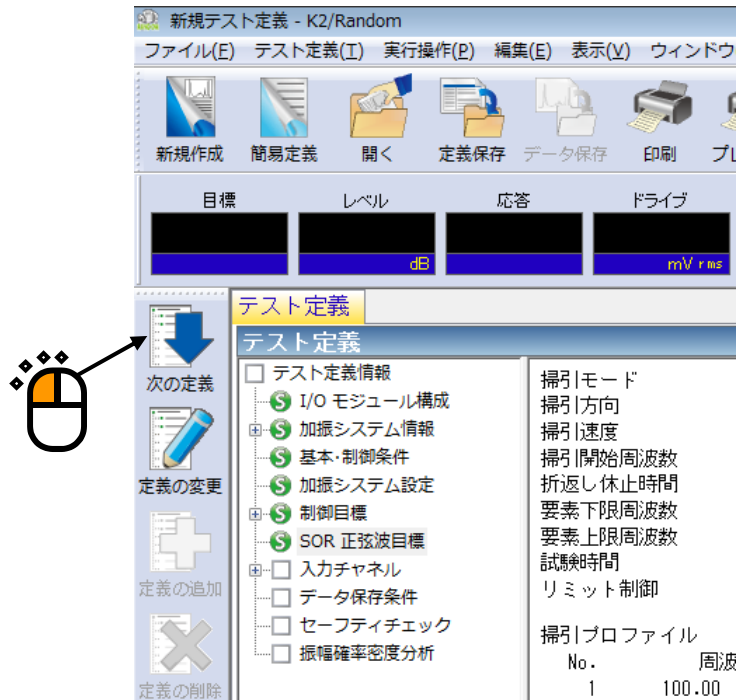 新規テスト定義 - K2/Random
ファイル(F) テスト定義(T) 実行操作(P) 編集(E) 表示(V) ウィンドウ
新規作成 簡易定義 開く 定義保存 データ保存 印刷
目標 レベル 応答 ドライブ
dB mV rms
テスト定義
テスト定義
次の定義
定義の変更
定義の追加
定義の削除
テスト定義情報
I/O モジュール構成
加振システム情報
基本・制御条件
加振システム設定
制御目標
SOR 正弦波目標
入力チャネル
データ保存条件
セーフティチェック
振幅確率密度分析
掃引モード
掃引方向
掃引速度
掃引開始周波数
折返し休止時間
要素下限周波数
要素上限周波数
試験時間
リミット制御
掃引プロファイル
No. 周波
1 100.00